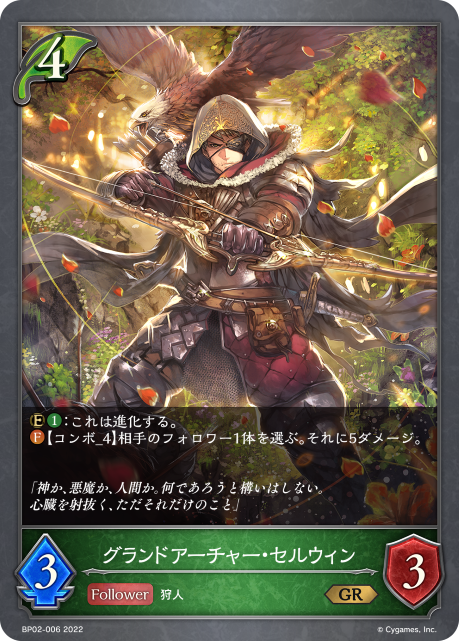 4
E 1：これは進化する。
F【コンボ_4】相手のフォロワー1体を選ぶ。それに5ダメージ。
「神か、悪魔か、人間か。何であろうと構いはしない。
心臓を射抜く、ただそれだけのこと」
グランドアーチャー・セルウィン
3
Follower 狩人 GR
3
BP02-006 2022 © Cygames, Inc.